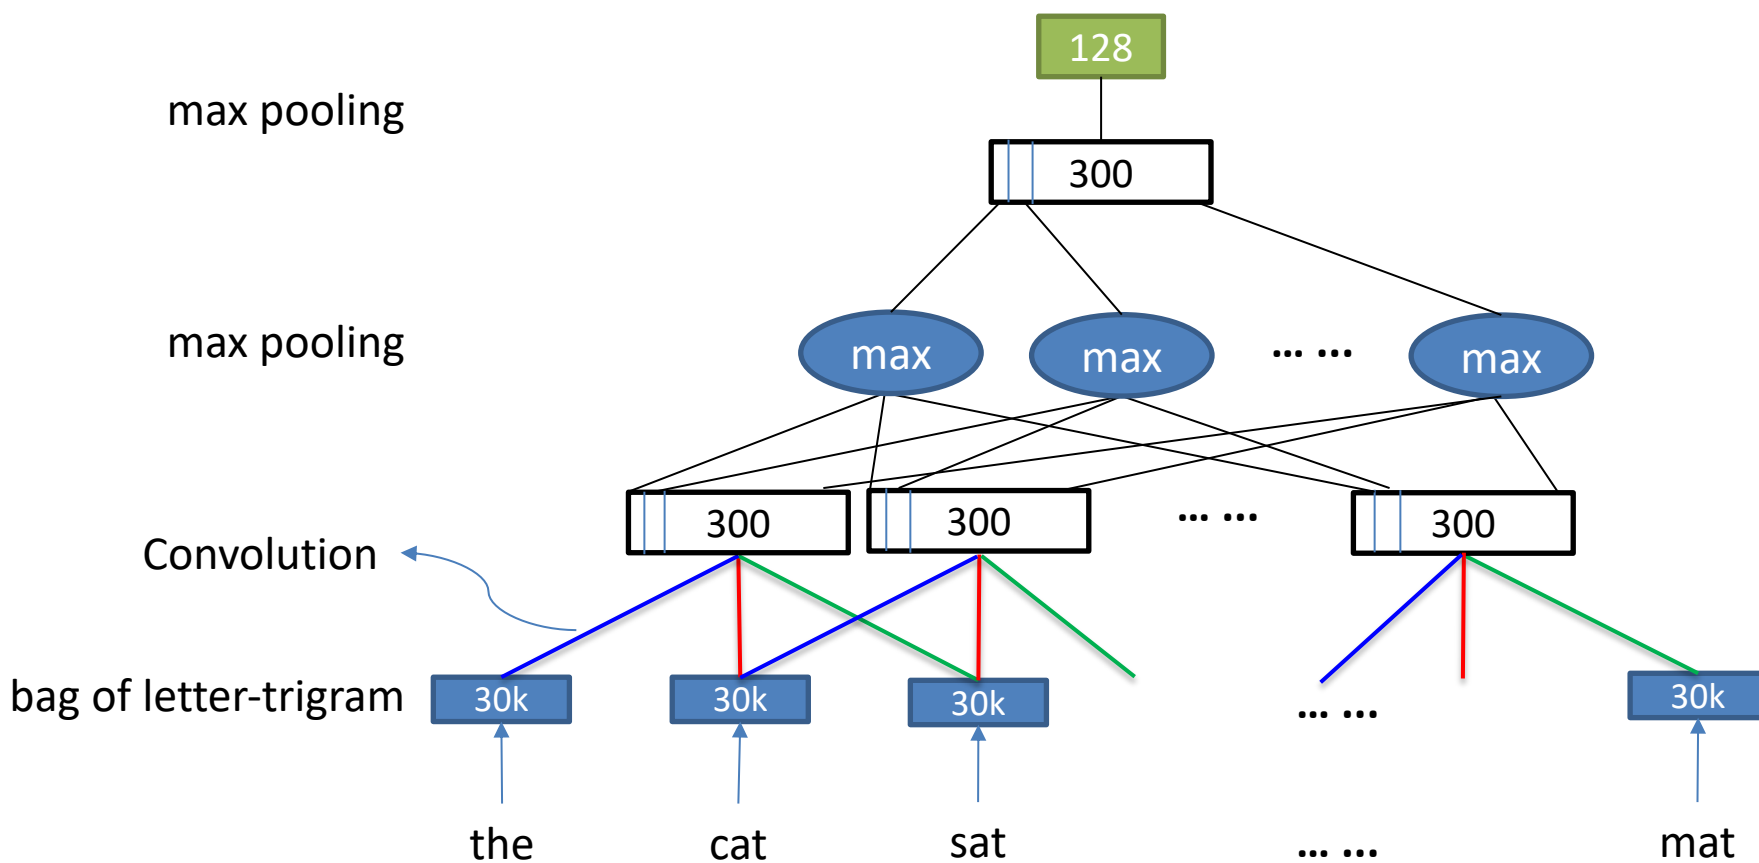 128
max pooling
300
max pooling
max
max
... ...
max
300
300
... ...
300
Convolution
bag of letter-trigram
30k
30k
30k
... ...
30k
the
cat
sat
... ...
mat